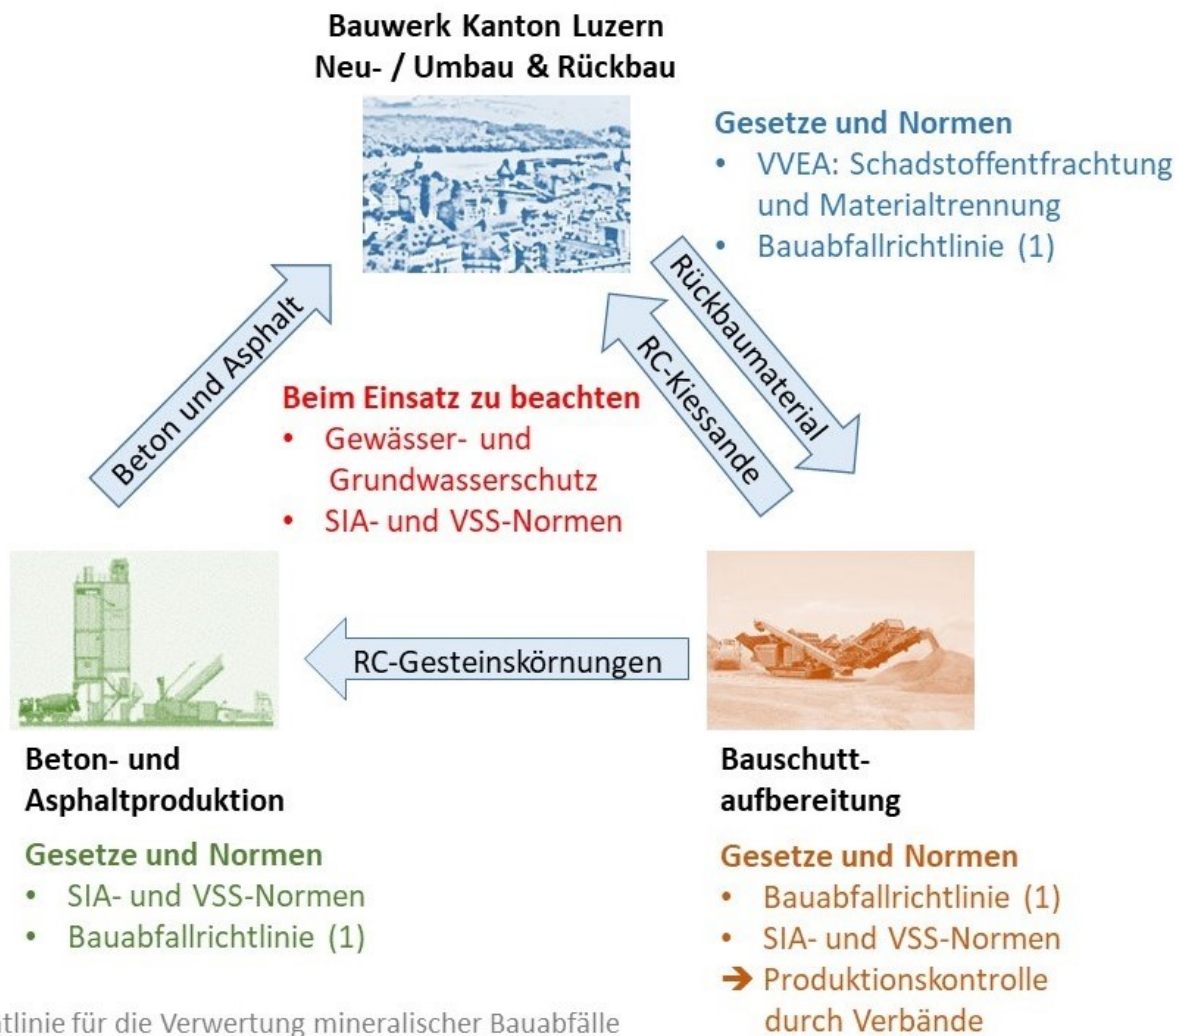 Bauwerk Kanton Luzern
Neu- / Umbau & Rückbau
Gesetze und Normen
• VVEA: Schadstoffentfrachtung
und Materialtrennung
• Bauabfallrichtlinie (1)
Beton und Asphalt
RC-Kiessande
Rückbaumaterial
Beim Einsatz zu beachten
• Gewässer- und
Grundwasserschutz
• SIA- und VSS-Normen
RC-Gesteinskörnungen
Beton- und
Asphaltproduktion
Gesetze und Normen
• SIA- und VSS-Normen
• Bauabfallrichtlinie (1)
Bauschutt-
aufbereitung
Gesetze und Normen
• Bauabfallrichtlinie (1)
• SIA- und VSS-Normen
➔ Produktionskontrolle
durch Verbände
für die Verwertung mineralischer Bauabfälle